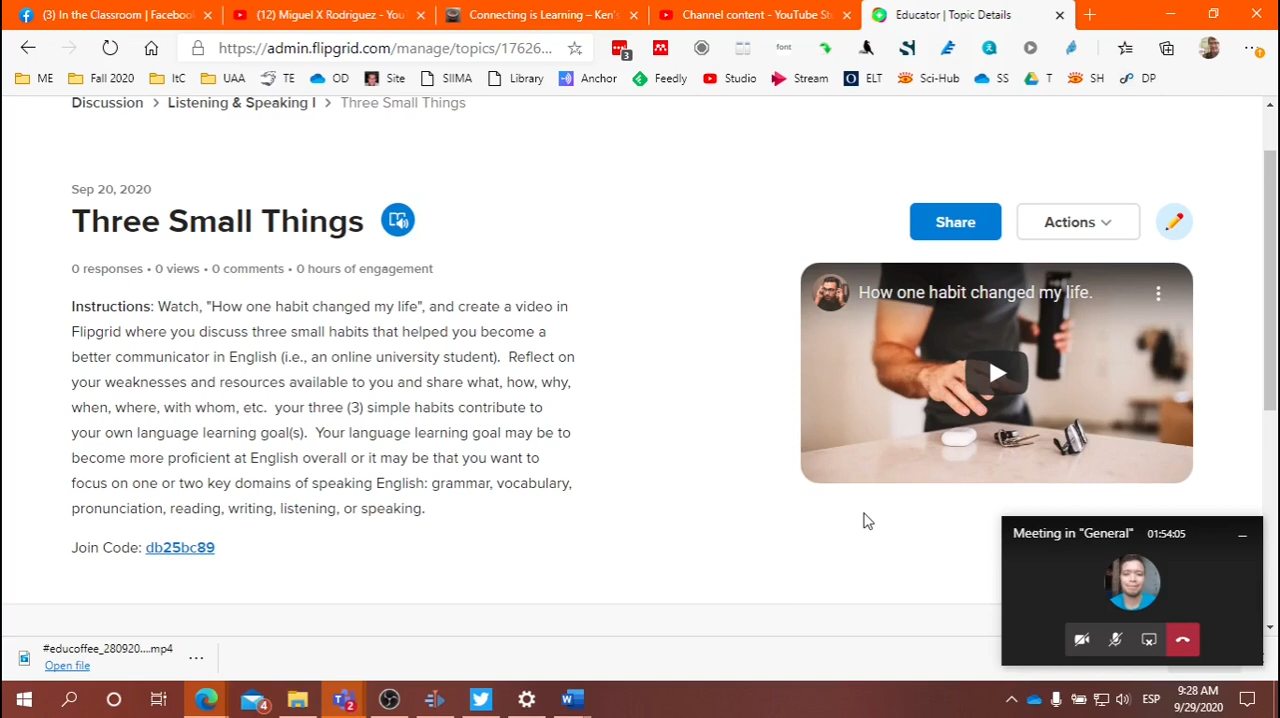 (3) In the Classroom | Facebool
(12) Miguel X Rodriguez - You
Connecting is Learning – Ken's
Channel content - YouTube Stu
Educator | Topic Details
https://admin.flipgrid.com/manage/topics/17626...
3
font
ME
Fall 2020
ItC
UAA
TE
OD
Site
SIIMA
Library
Anchor
Feedly
Studio
Stream
ELT
Sci-Hub
SS
T
SH
DP
Discussion > Listening & Speaking I > Three Small Things
Sep 20, 2020
Three Small Things
Share
Actions
0 responses • 0 views • 0 comments • 0 hours of engagement
How one habit changed my life.
Instructions: Watch, "How one habit changed my life", and create a video in
Flipgrid where you discuss three small habits that helped you become a
better communicator in English (i.e., an online university student). Reflect on
your weaknesses and resources available to you and share what, how, why,
when, where, with whom, etc. your three (3) simple habits contribute to
your own language learning goal(s). Your language learning goal may be to
become more proficient at English overall or it may be that you want to
focus on one or two key domains of speaking English: grammar, vocabulary,
pronunciation, reading, writing, listening, or speaking.
Join Code: db25bc89
Meeting in "General" 01:54:05
#educoffee_280920....mp4
Open file
4
2
ESP
9:28 AM
9/29/2020